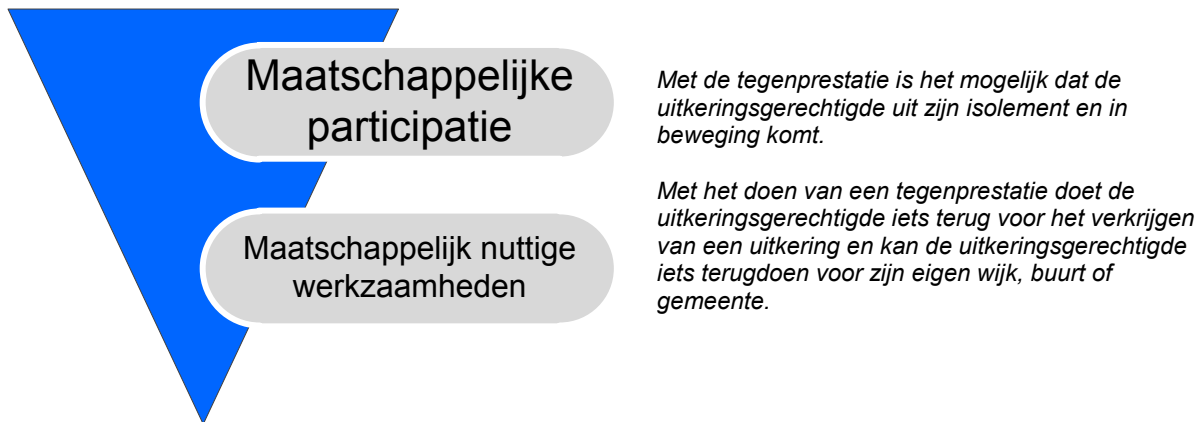 Maatschappelijke
participatie
Met de tegenprestatie is het mogelijk dat de
uitkeringsgerechtigde uit zijn isolement en in
beweging komt.
Maatschappelijk nuttige
werkzaamheden
Met het doen van een tegenprestatie doet de
uitkeringsgerechtigde iets terug voor het verkrijgen
van een uitkering en kan de uitkeringsgerechtigde
iets terugdoen voor zijn eigen wijk, buurt of
gemeente.